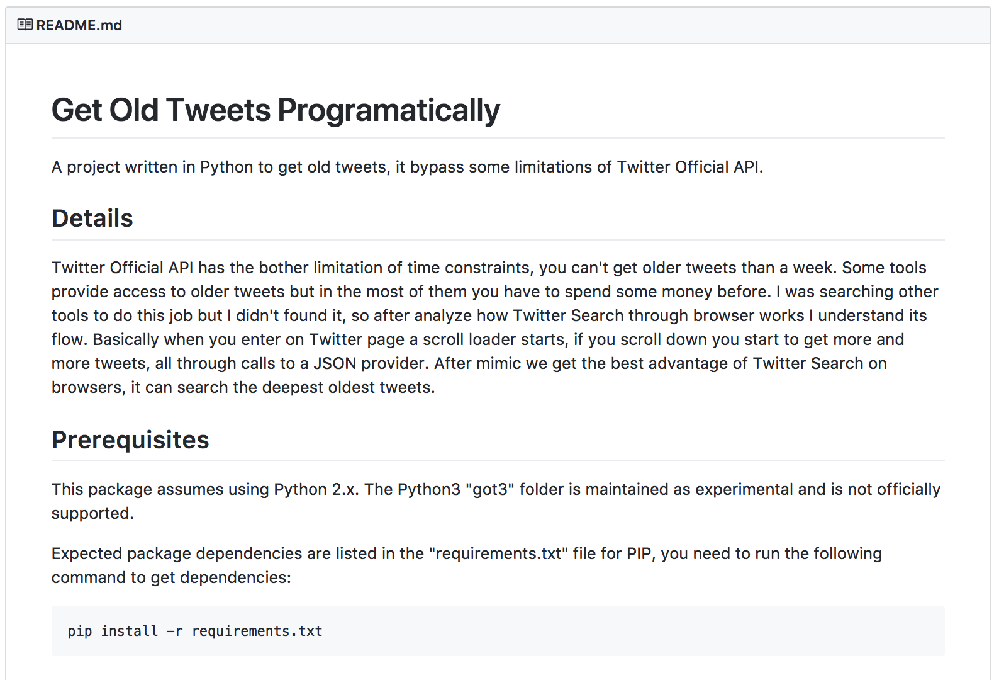 README.md
Get Old Tweets Programatically
A project written in Python to get old tweets, it bypass some limitations of Twitter Official API.
Details
Twitter Official API has the bother limitation of time constraints, you can't get older tweets than a week. Some tools
provide access to older tweets but in the most of them you have to spend some money before. I was searching other
tools to do this job but I didn't found it, so after analyze how Twitter Search through browser works I understand its
flow. Basically when you enter on Twitter page a scroll loader starts, if you scroll down you start to get more and
more tweets, all through calls to a JSON provider. After mimic we get the best advantage of Twitter Search on
browsers, it can search the deepest oldest tweets.
Prerequisites
This package assumes using Python 2.x. The Python3 "got3" folder is maintained as experimental and is not officially
supported.
Expected package dependencies are listed in the "requirements.txt" file for PIP, you need to run the following
command to get dependencies:
pip install -r requirements.txt